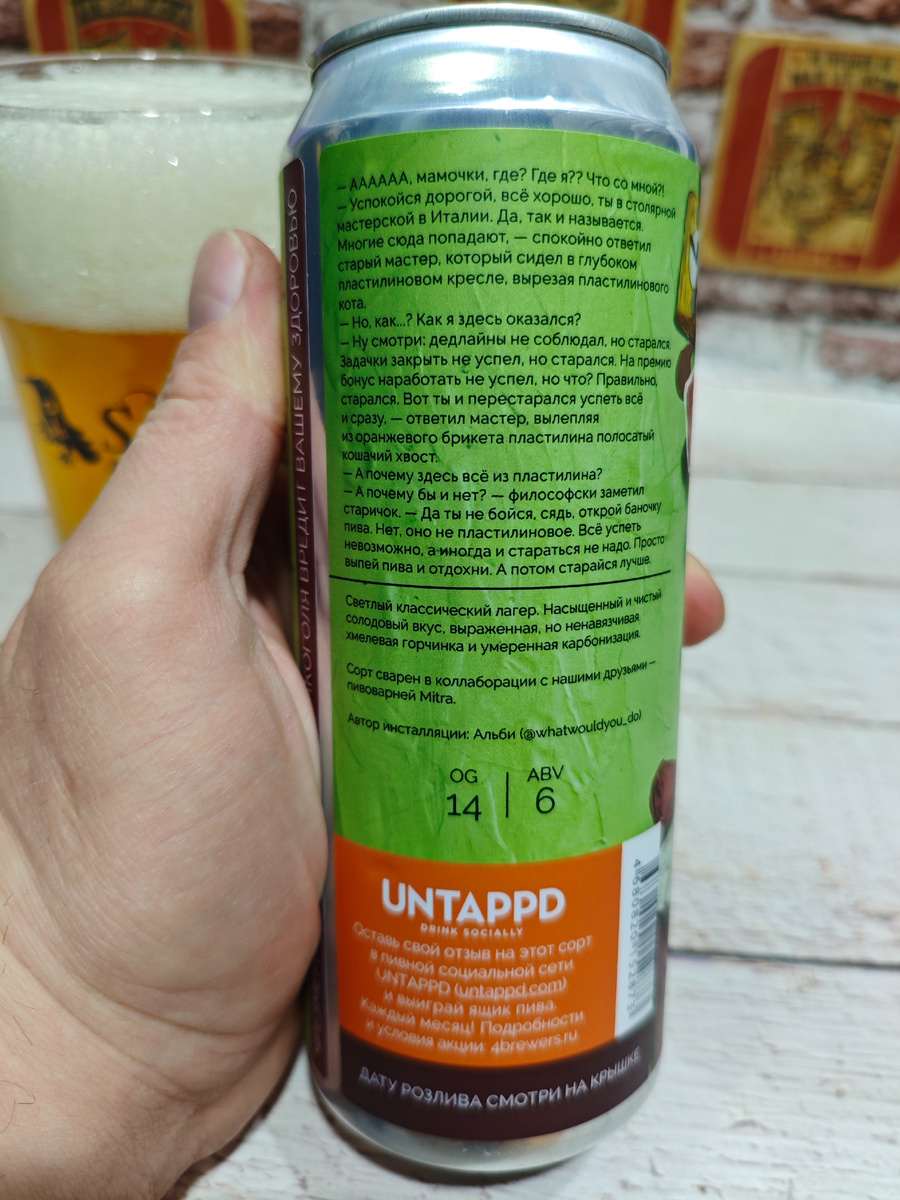 — АААААА, мамочки, где? Где я?? Что со мной?!
— Успокойся дорогой, всё хорошо, ты в столярной
мастерской в Италии. Да, так и называется.
Многие сюда попадают, — спокойно ответил
старый мастер, который сидел в глубоком
пластилиновом кресле, вырезая пластилинового
кота.
— Но, как...? Как я здесь оказался?
— Ну смотри: дедлайны не соблюдал, но старался.
Задачки закрыть не успел, но старался. На премию
бонус наработать не успел, но что? Правильно,
старался. Вот ты и перестарался успеть всё
и сразу, — ответил мастер, вылепляя
из оранжевого брикета пластилина полосатый
кошачий хвост.
— А почему здесь всё из пластилина?
— А почему бы и нет? — философски заметил
старичок. — Да ты не бойся, сядь, открой баночку
пива. Нет, оно не пластилиновое. Всё успеть
невозможно, а иногда и стараться не надо. Просто
выпей пива и отдохни. А потом старайся лучше.
Светлый классический лагер. Насыщенный и чистый
солодовый вкус, выраженная, но ненавязчивая
хмелевая горчинка и умеренная карбонизация.
Сорт сварен в коллаборации с нашими друзьями —
пивоварней Mitra.
Автор инсталляции: Альби (@whatwouldyou_do)
OG | ABV
14 | 6
UNTAPPD
DRINK SOCIALLY
Оставь свой отзыв на этот сорт
в пивной социальной сети
UNTAPPD (untappd.com)
и выиграй ящик пива.
Каждый месяц! Подробности
и условия акции: 4brewers.ru
ДАТУ РОЗЛИВА СМОТРИ НА КРЫШКЕ
ВРЕДИТ ВАШЕМУ ЗДОРОВЬЮ